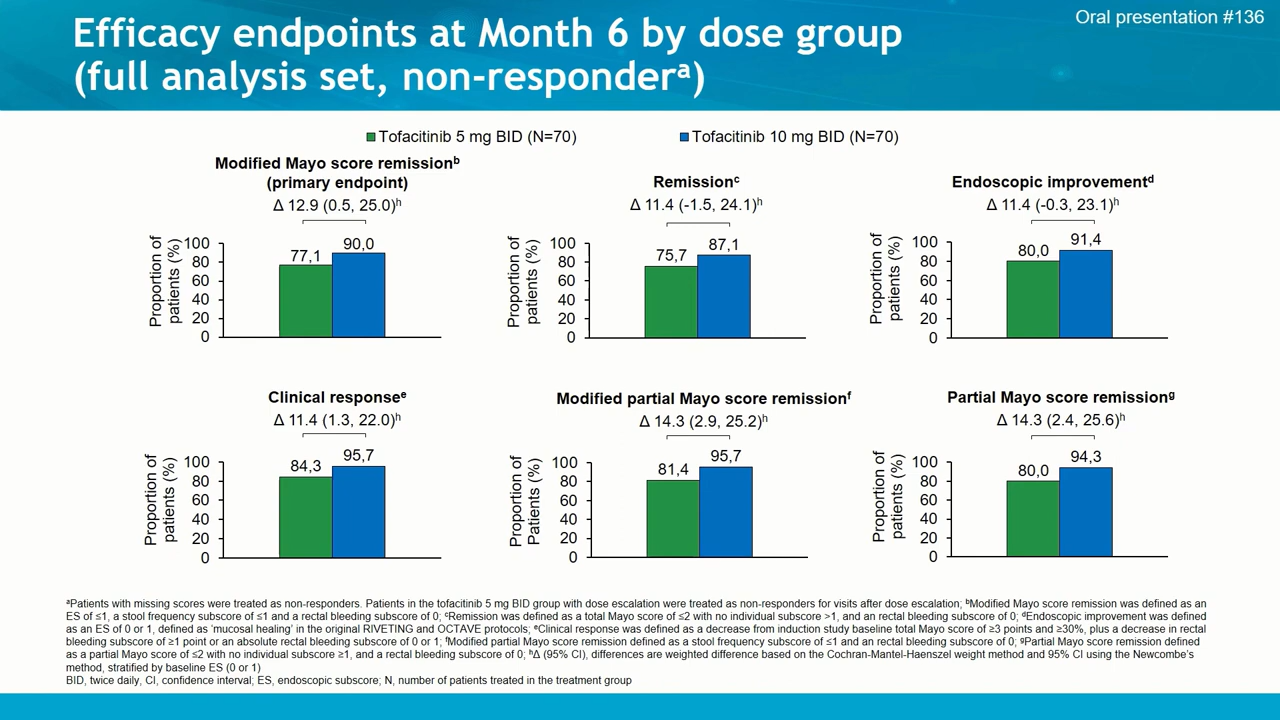 Oral presentation #136
Efficacy endpoints at Month 6 by dose group
(full analysis set, non-responderᵃ)
Tofacitinib 5 mg BID (N=70)
Tofacitinib 10 mg BID (N=70)
Modified Mayo score remissionᵇ
(primary endpoint)
Δ 12.9 (0.5, 25.0)ʰ
Proportion of
patients (%)
100
80
60
40
20
0
77,1
90,0
Remissionᶜ
Δ 11.4 (-1.5, 24.1)ʰ
Proportion of
patients (%)
100
80
60
40
20
0
75,7
87,1
Endoscopic improvementᵈ
Δ 11.4 (-0.3, 23.1)ʰ
Proportion of
patients (%)
100
80
60
40
20
0
80,0
91,4
Clinical responseᵉ
Δ 11.4 (1.3, 22.0)ʰ
Proportion of
patients (%)
100
80
60
40
20
0
84,3
95,7
Modified partial Mayo score remissionᶠ
Δ 14.3 (2.9, 25.2)ʰ
Proportion of
Patients (%)
100
80
60
40
20
0
81,4
95,7
Partial Mayo score remissionᵍ
Δ 14.3 (2.4, 25.6)ʰ
Proportion of
patients (%)
100
80
60
40
20
0
80,0
94,3
ᵃPatients with missing scores were treated as non-responders. Patients in the tofacitinib 5 mg BID group with dose escalation were treated as non-responders for visits after dose escalation; ᵇModified Mayo score remission was defined as an
ES of ≤1, a stool frequency subscore of ≤1 and a rectal bleeding subscore of 0; ᶜRemission was defined as a total Mayo score of ≤2 with no individual subscore >1, and an rectal bleeding subscore of 0; ᵈEndoscopic improvement was defined
as an ES of 0 or 1, defined as ‘mucosal healing’ in the original RIVETING and OCTAVE protocols; ᵉClinical response was defined as a decrease from induction study baseline total Mayo score of ≥3 points and ≥30%, plus a decrease in rectal
bleeding subscore of ≥1 point or an absolute rectal bleeding subscore of 0 or 1; ᶠModified partial Mayo score remission defined as a stool frequency subscore of ≤1 and an rectal bleeding subscore of 0; ᵍPartial Mayo score remission defined
as a partial Mayo score of ≤2 with no individual subscore ≥1, and a rectal bleeding subscore of 0; ʰΔ (95% CI), differences are weighted difference based on the Cochran-Mantel-Haenszel weight method and 95% CI using the Newcombe’s
method, stratified by baseline ES (0 or 1)
BID, twice daily, CI, confidence interval; ES, endoscopic subscore; N, number of patients treated in the treatment group